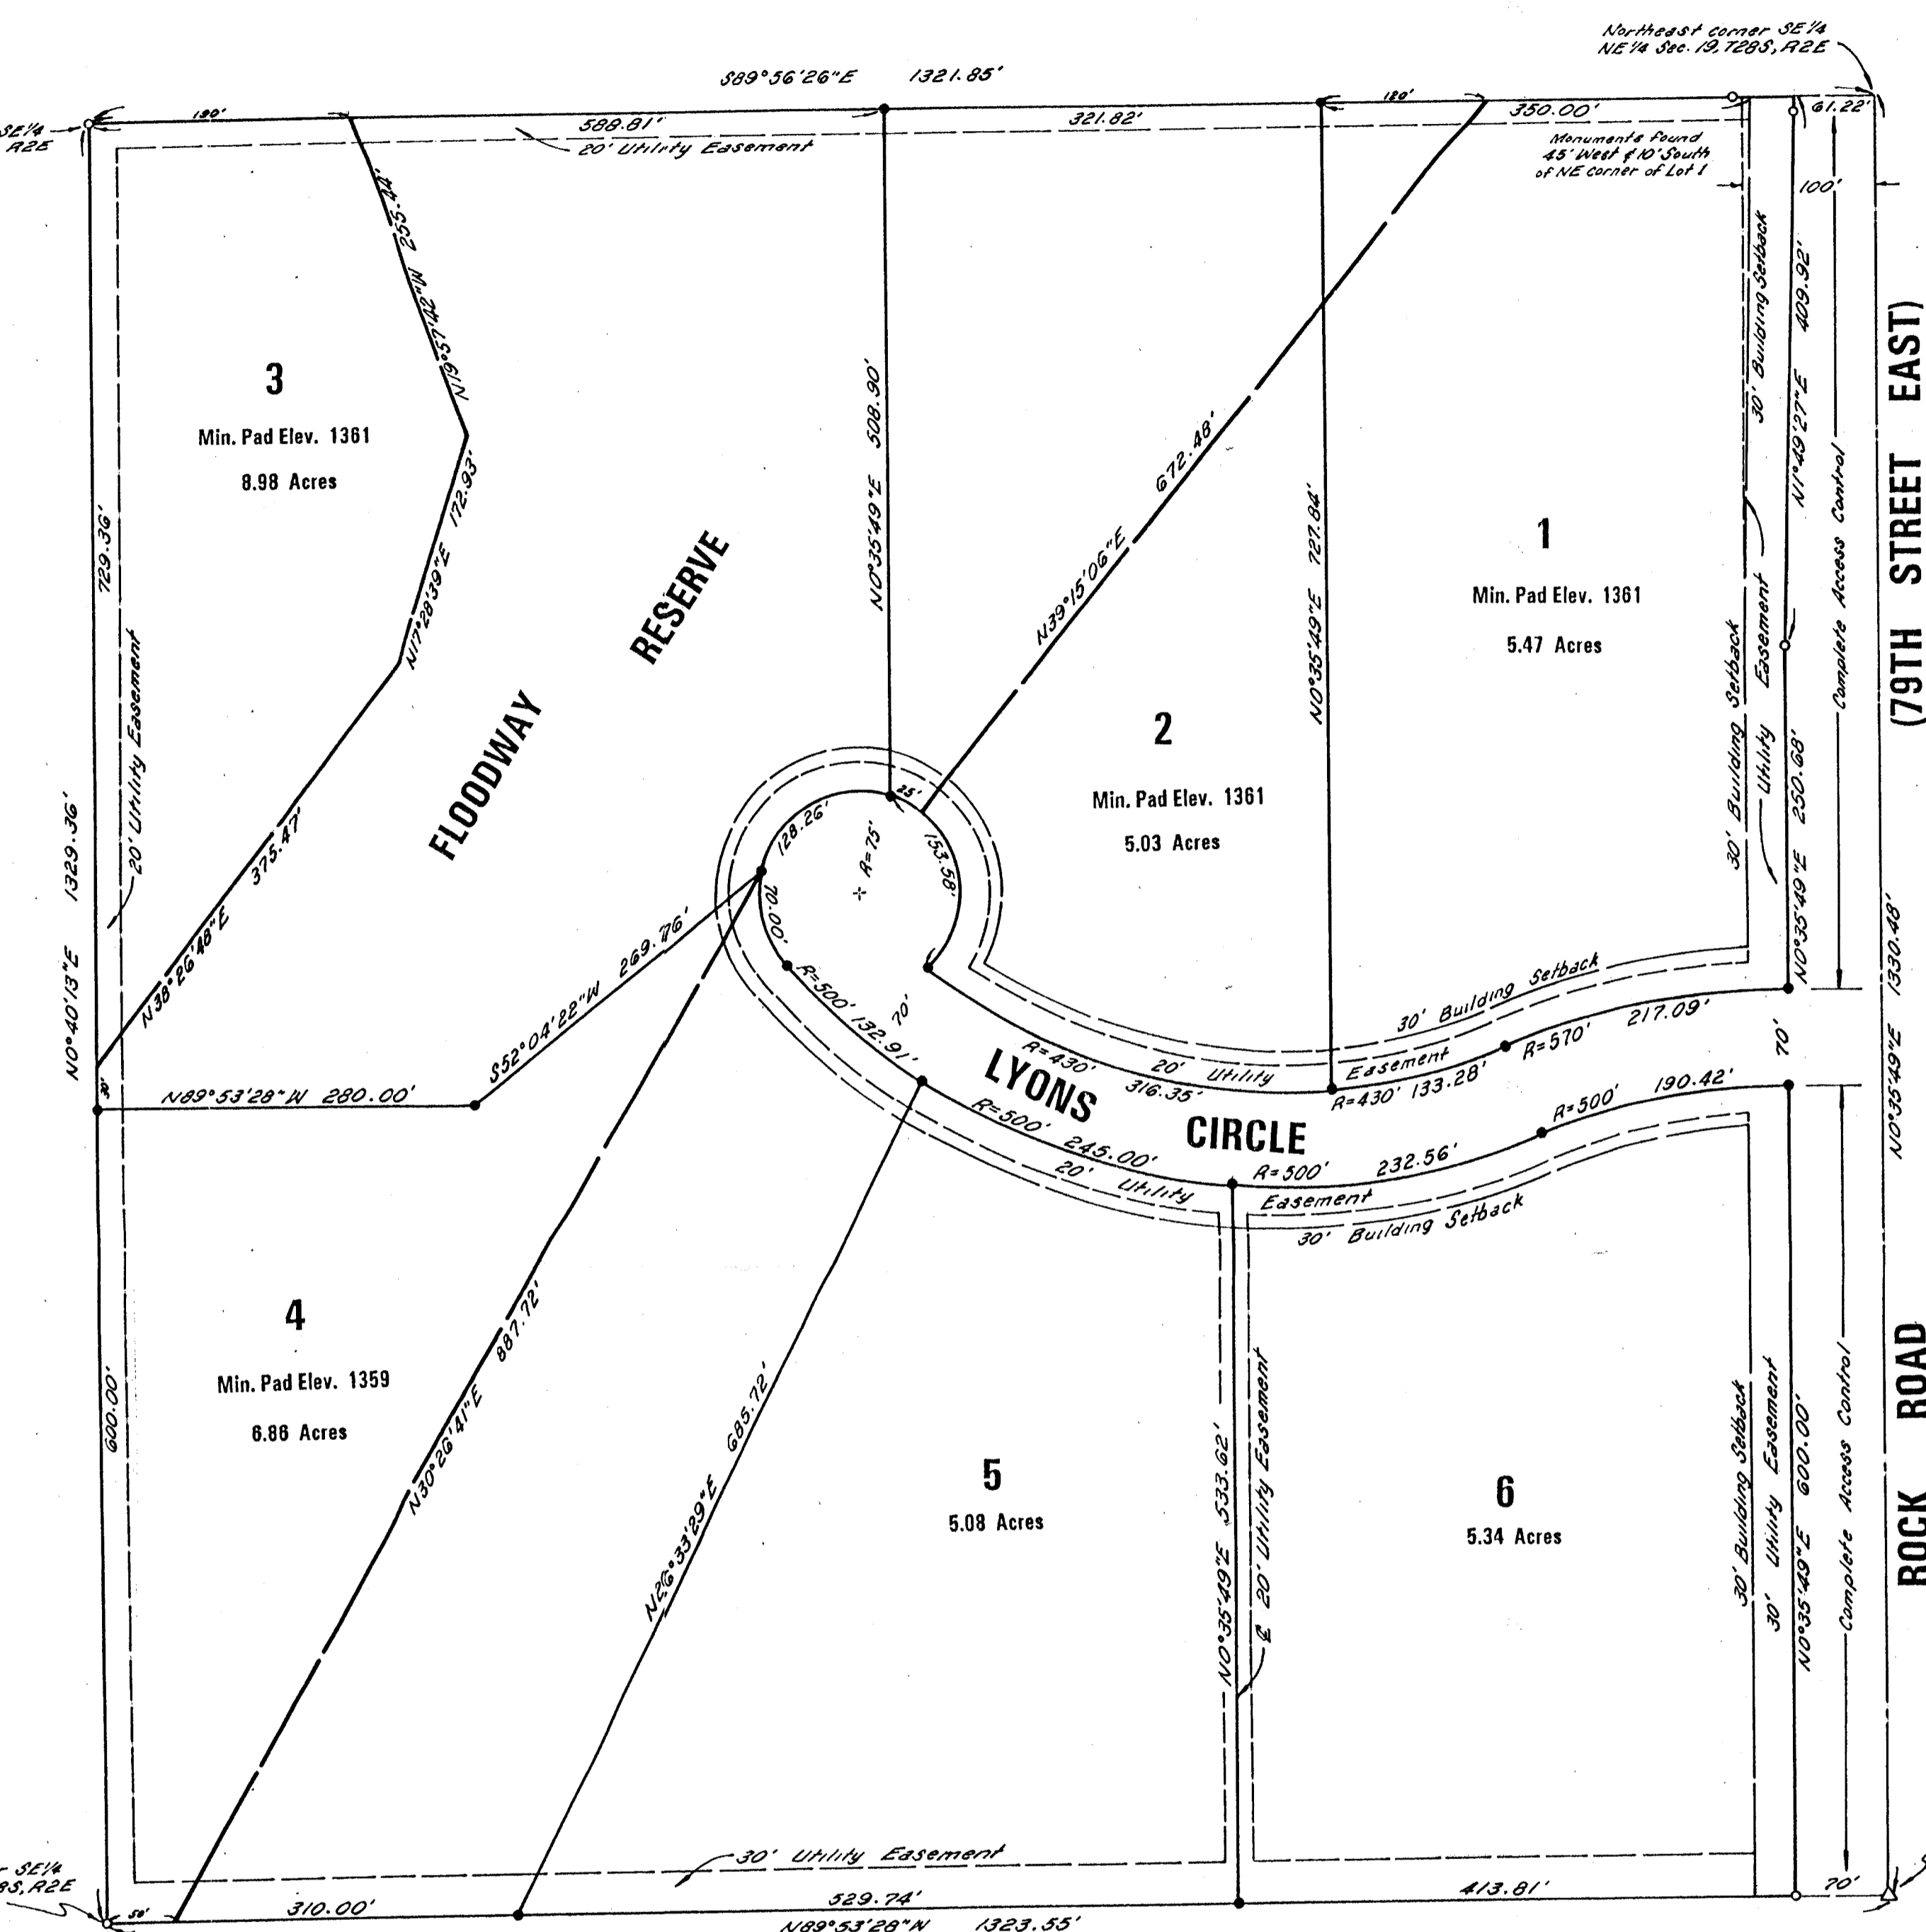 Northeast corner SE¼
NE¼ Sec. 19, T28S, R2E
S89°56'26"E 1321.85'
SE¼
R2E
190'
588.81'
321.82'
120'
350.00'
61.22'
20' Utility Easement
Monuments found
45' West & 10' South
of NE corner of Lot 1
100'
N19°57'42"W 255.44'
30' Building Setback
N1°49'27"E 409.92'
Complete Access Control
(79TH STREET EAST)
3
Min. Pad Elev. 1361
8.98 Acres
N0°35'49"E 508.90'
672.48'
N39°15'06"E
N0°35'49"E 727.84'
1
Min. Pad Elev. 1361
5.47 Acres
729.36'
N17°28'39"E 172.93'
FLOODWAY RESERVE
30' Building Setback
Utility Easement
20' Utility Easement
2
Min. Pad Elev. 1361
5.03 Acres
N0°35'49"E 250.68'
375.47'
N38°26'48"E
N0°40'13"E 1329.36'
128.26'
25'
R=75'
153.58'
70.00'
S52°04'22"W 269.76'
R=500' 132.91'
70'
30' Building Setback
20' Utility Easement
R=430' 316.35'
R=430' 133.28'
R=570' 217.09'
70'
N0°35'49"E 1330.48'
30'
N89°53'28"W 280.00'
LYONS CIRCLE
R=500' 245.00'
R=500' 232.56'
R=500' 190.42'
20' Utility Easement
30' Building Setback
4
Min. Pad Elev. 1359
6.86 Acres
600.00'
887.72'
N30°26'41"E
685.72'
N26°33'29"E
5
5.08 Acres
N0°35'49"E 533.62'
℄ 20' Utility Easement
6
5.34 Acres
30' Building Setback
30' Utility Easement
N0°35'49"E 600.00'
Complete Access Control
ROCK ROAD
30' Utility Easement
SE¼
8S, R2E
50'
310.00'
529.74'
413.81'
70'
N89°53'28"W 1323.55'